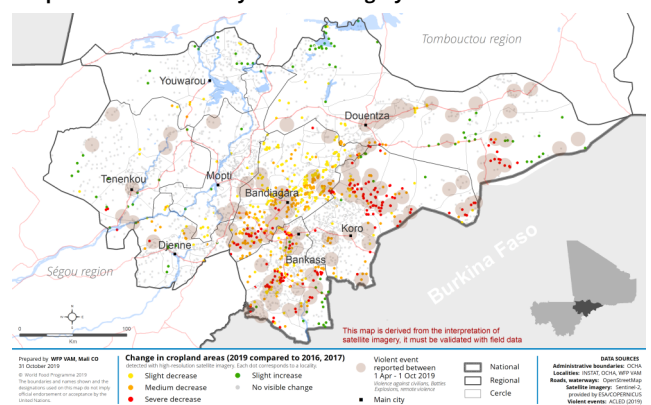 Tombouctou region
Youwarou
Douentza
Tenenkou
Mopti
Bandiagara
Koro
Djenne
Bankass
Ségou region
Burkina Faso
0
100
Km
This map is derived from the interpretation of
satellite imagery, it must be validated with field data
Prepared by WFP VAM, Mali CO
31 October 2019
© World Food Programme 2019
The boundaries and names shown and the
designations used on this map do not imply
official endorsement or acceptance by the
United Nations.
Change in cropland areas (2019 compared to 2016, 2017)
detected with high-resolution satellite imagery. Each dot corresponds to a locality.
Slight decrease
Slight increase
Medium decrease
No visible change
Severe decrease
Violent event
reported between
1 Apr - 1 Oct 2019
Violence against civilians, Battles
Explosions, remote violence
Main city
National
Regional
Cercle
DATA SOURCES
Administrative boundaries: OCHA
Localities: INSTAT, OCHA, WFP VAM
Roads, waterways: OpenStreetMap
Satellite imagery: Sentinel-2,
provided by ESA/COPERNICUS
Violent events: ACLED (2019)